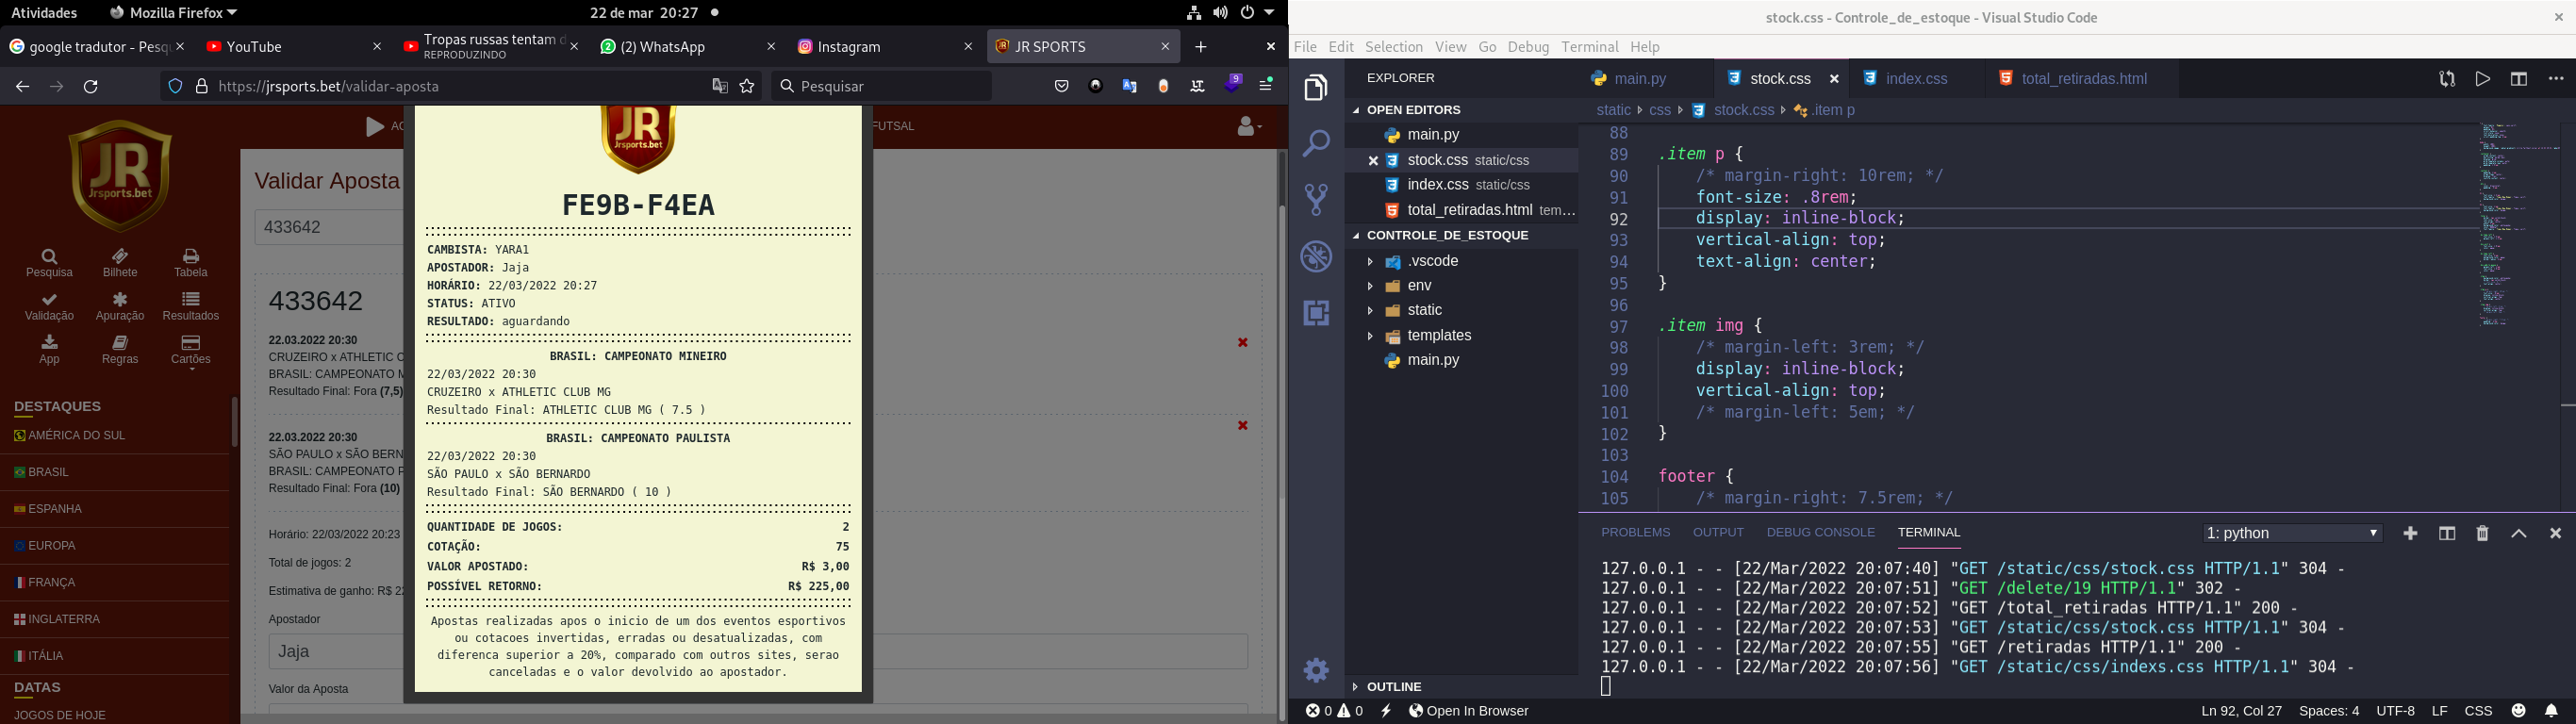 Atividades
Mozilla Firefox
22 de mar 20:27
google tradutor - Pesqu
YouTube
Tropas russas tentam d
REPRODUZINDO
(2) WhatsApp
Instagram
JR SPORTS
https://jrsports.bet/validar-aposta
Pesquisar
9
JR
Jrsports.bet
Pesquisa Bilhete Tabela
Validação Apuração Resultados
App Regras Cartões
DESTAQUES
AMÉRICA DO SUL
BRASIL
ESPANHA
EUROPA
FRANÇA
INGLATERRA
ITÁLIA
DATAS
JOGOS DE HOJE
FUTSAL
Validar Aposta
433642
433642
22.03.2022 20:30
CRUZEIRO x ATHLETIC C
BRASIL: CAMPEONATO M
Resultado Final: Fora (7,5)
22.03.2022 20:30
SÃO PAULO x SÃO BERN
BRASIL: CAMPEONATO P
Resultado Final: Fora (10)
Horário: 22/03/2022 20:23
Total de jogos: 2
Estimativa de ganho: R$ 22
Apostador
Jaja
Valor da Aposta
JR
Jrsports.bet
FE9B-F4EA
CAMBISTA: YARA1
APOSTADOR: Jaja
HORÁRIO: 22/03/2022 20:27
STATUS: ATIVO
RESULTADO: aguardando
BRASIL: CAMPEONATO MINEIRO
22/03/2022 20:30
CRUZEIRO x ATHLETIC CLUB MG
Resultado Final: ATHLETIC CLUB MG ( 7.5 )
BRASIL: CAMPEONATO PAULISTA
22/03/2022 20:30
SÃO PAULO x SÃO BERNARDO
Resultado Final: SÃO BERNARDO ( 10 )
QUANTIDADE DE JOGOS: 2
COTAÇÃO: 75
VALOR APOSTADO: R$ 3,00
POSSÍVEL RETORNO: R$ 225,00
Apostas realizadas apos o inicio de um dos eventos esportivos
ou cotacoes invertidas, erradas ou desatualizadas, com
diferenca superior a 20%, comparado com outros sites, serao
canceladas e o valor devolvido ao apostador.
stock.css - Controle_de_estoque - Visual Studio Code
File Edit Selection View Go Debug Terminal Help
EXPLORER
OPEN EDITORS
main.py
stock.css static/css
index.css static/css
total_retiradas.html tem...
CONTROLE_DE_ESTOQUE
.vscode
env
static
templates
main.py
OUTLINE
main.py stock.css index.css total_retiradas.html
static css stock.css .item p
88
89 .item p {
90 /* margin-right: 10rem; */
91 font-size: .8rem;
92 display: inline-block;
93 vertical-align: top;
94 text-align: center;
95 }
96
97 .item img {
98 /* margin-left: 3rem; */
99 display: inline-block;
100 vertical-align: top;
101 /* margin-left: 5em; */
102 }
103
104 footer {
105 /* margin-right: 7.5rem; */
PROBLEMS OUTPUT DEBUG CONSOLE TERMINAL
1: python
127.0.0.1 - - [22/Mar/2022 20:07:40] "GET /static/css/stock.css HTTP/1.1" 304 -
127.0.0.1 - - [22/Mar/2022 20:07:51] "GET /delete/19 HTTP/1.1" 302 -
127.0.0.1 - - [22/Mar/2022 20:07:52] "GET /total_retiradas HTTP/1.1" 200 -
127.0.0.1 - - [22/Mar/2022 20:07:53] "GET /static/css/stock.css HTTP/1.1" 304 -
127.0.0.1 - - [22/Mar/2022 20:07:55] "GET /retiradas HTTP/1.1" 200 -
127.0.0.1 - - [22/Mar/2022 20:07:56] "GET /static/css/indexs.css HTTP/1.1" 304 -
0 0 Open In Browser
Ln 92, Col 27 Spaces: 4 UTF-8 LF CSS